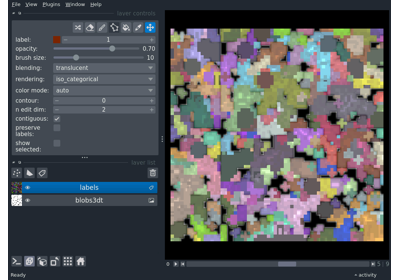 File View Plugins Window Help
layer controls
label: 1
opacity: 0.70
brush size: 10
blending: translucent
rendering: iso_categorical
color mode: auto
contour: 0
n edit dim: 2
contiguous:
preserve
labels:
show
selected:
layer list
labels
blobs3dt
Ready
activity